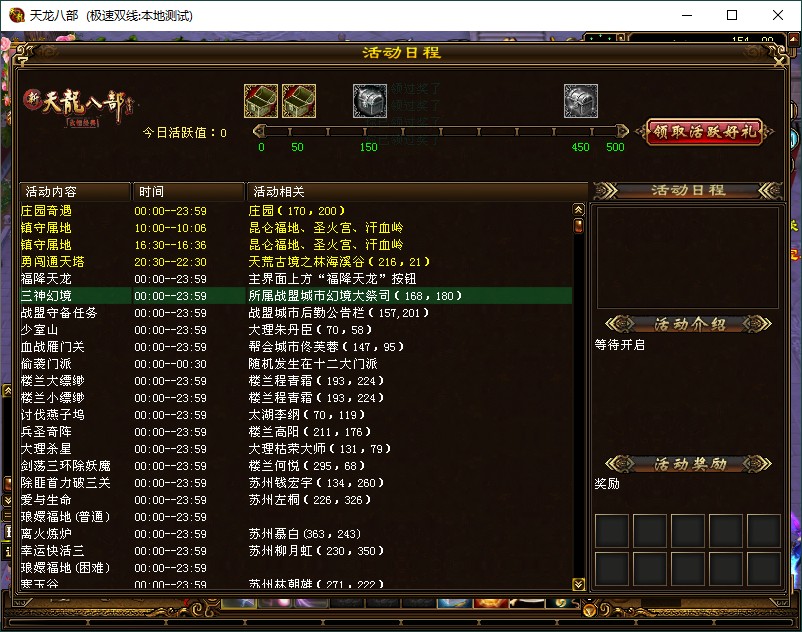 天龙八部 (极速双线:本地测试)
活动日程
新天龍八部
今日活跃值：0
0 50 150 450 500
领取活跃好礼
活动内容 时间 活动相关
庄园奇遇 00:00--23:59 庄园（170, 200）
镇守属地 10:00--10:06 昆仑福地、圣火宫、汗血岭
镇守属地 16:30--16:36 昆仑福地、圣火宫、汗血岭
勇闯通天塔 20:30--22:30 天荒古境之林海溪谷（216, 21）
福降天龙 00:00--23:59 主界面上方“福降天龙”按钮
三神幻境 00:00--23:59 所属战盟城市幻境大祭司（168, 180）
战盟守备任务 00:00--23:59 战盟城市后勤公告栏（157,201）
少室山 00:00--23:59 大理朱丹臣（70, 58）
血战雁门关 00:00--23:59 帮会城市佟芙蓉（147, 95）
偷袭门派 00:00--00:30 随机发生在十二大门派
楼兰大缥缈 00:00--23:59 楼兰程青霜（193, 224）
楼兰小缥缈 00:00--23:59 楼兰程青霜（193, 224）
讨伐燕子坞 00:00--23:59 太湖李纲（70, 119）
兵圣奇阵 00:00--23:59 楼兰高阳（211, 176）
大理杀星 00:00--23:59 大理枯荣大师（131, 79）
剑荡三环除妖魔 00:00--23:59 楼兰何悦（295, 68）
除匪首力破三关 00:00--23:59 苏州钱宏宇（134, 260）
爱与生命 00:00--23:59 苏州左桐（226, 326）
琅嬛福地(普通) 00:00--23:59
离火炼炉 00:00--23:59 苏州慕白(363, 243)
幸运快活三 00:00--23:59 苏州柳月虹（230, 350）
琅嬛福地(困难) 00:00--23:59
寒玉谷 00:00--23:59 苏州林朝雄（271, 222）
活动日程
活动介绍
等待开启
活动奖励
奖励